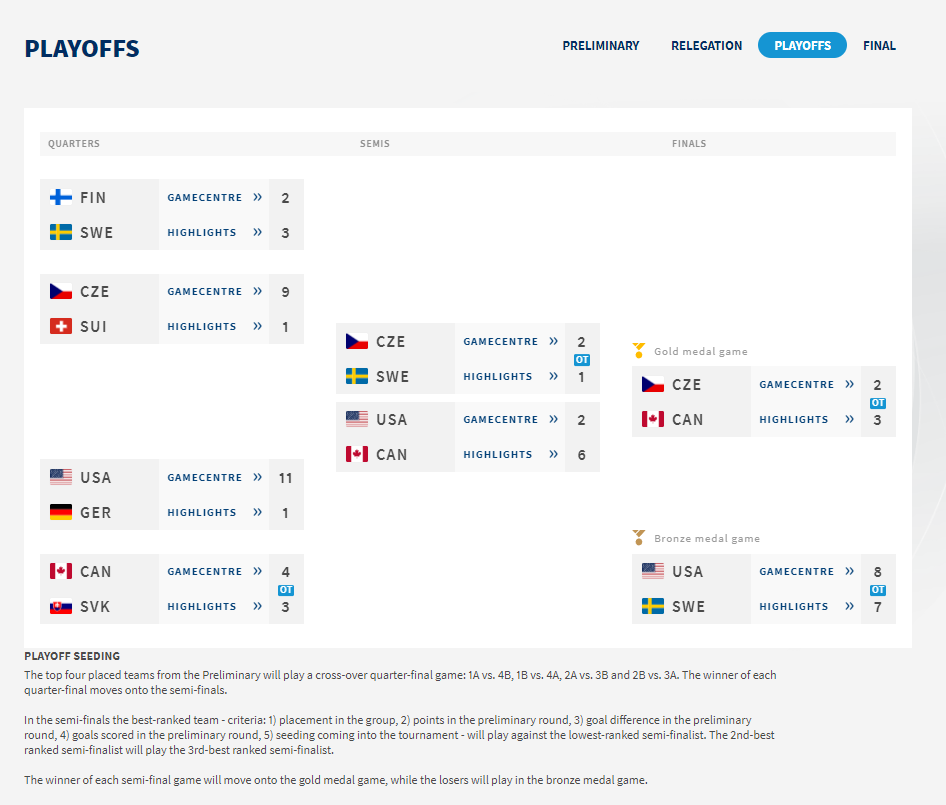 PLAYOFFS
PRELIMINARY RELEGATION PLAYOFFS FINAL
QUARTERS SEMIS FINALS
FIN GAMECENTRE » 2
SWE HIGHLIGHTS » 3
CZE GAMECENTRE » 9
SUI HIGHLIGHTS » 1
USA GAMECENTRE » 11
GER HIGHLIGHTS » 1
CAN GAMECENTRE » 4
OT
SVK HIGHLIGHTS » 3
CZE GAMECENTRE » 2
OT
SWE HIGHLIGHTS » 1
USA GAMECENTRE » 2
CAN HIGHLIGHTS » 6
Gold medal game
CZE GAMECENTRE » 2
OT
CAN HIGHLIGHTS » 3
Bronze medal game
USA GAMECENTRE » 8
OT
SWE HIGHLIGHTS » 7
PLAYOFF SEEDING
The top four placed teams from the Preliminary will play a cross-over quarter-final game: 1A vs. 4B, 1B vs. 4A, 2A vs. 3B and 2B vs. 3A. The winner of each
quarter-final moves onto the semi-finals.
In the semi-finals the best-ranked team - criteria: 1) placement in the group, 2) points in the preliminary round, 3) goal difference in the preliminary
round, 4) goals scored in the preliminary round, 5) seeding coming into the tournament - will play against the lowest-ranked semi-finalist. The 2nd-best
ranked semi-finalist will play the 3rd-best ranked semi-finalist.
The winner of each semi-final game will move onto the gold medal game, while the losers will play in the bronze medal game.